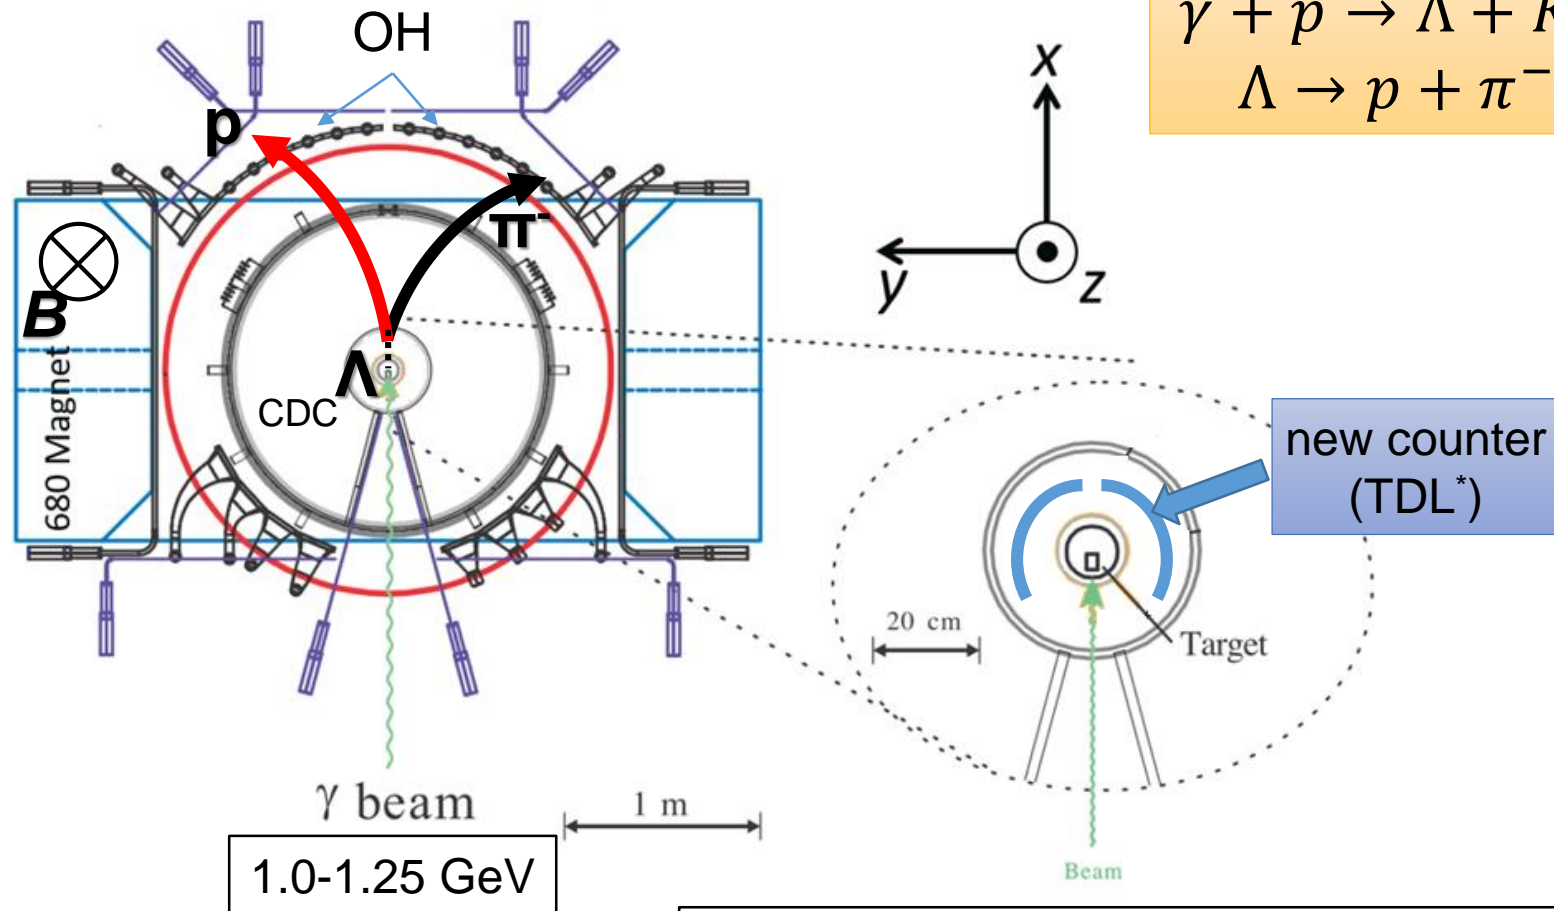 OH
γ + p → Λ + K
Λ → p + π⁻
p
π⁻
x
y
z
B
Λ
CDC
680 Magnet
new counter
(TDL*)
20 cm
Target
γ beam
1 m
1.0-1.25 GeV
Beam